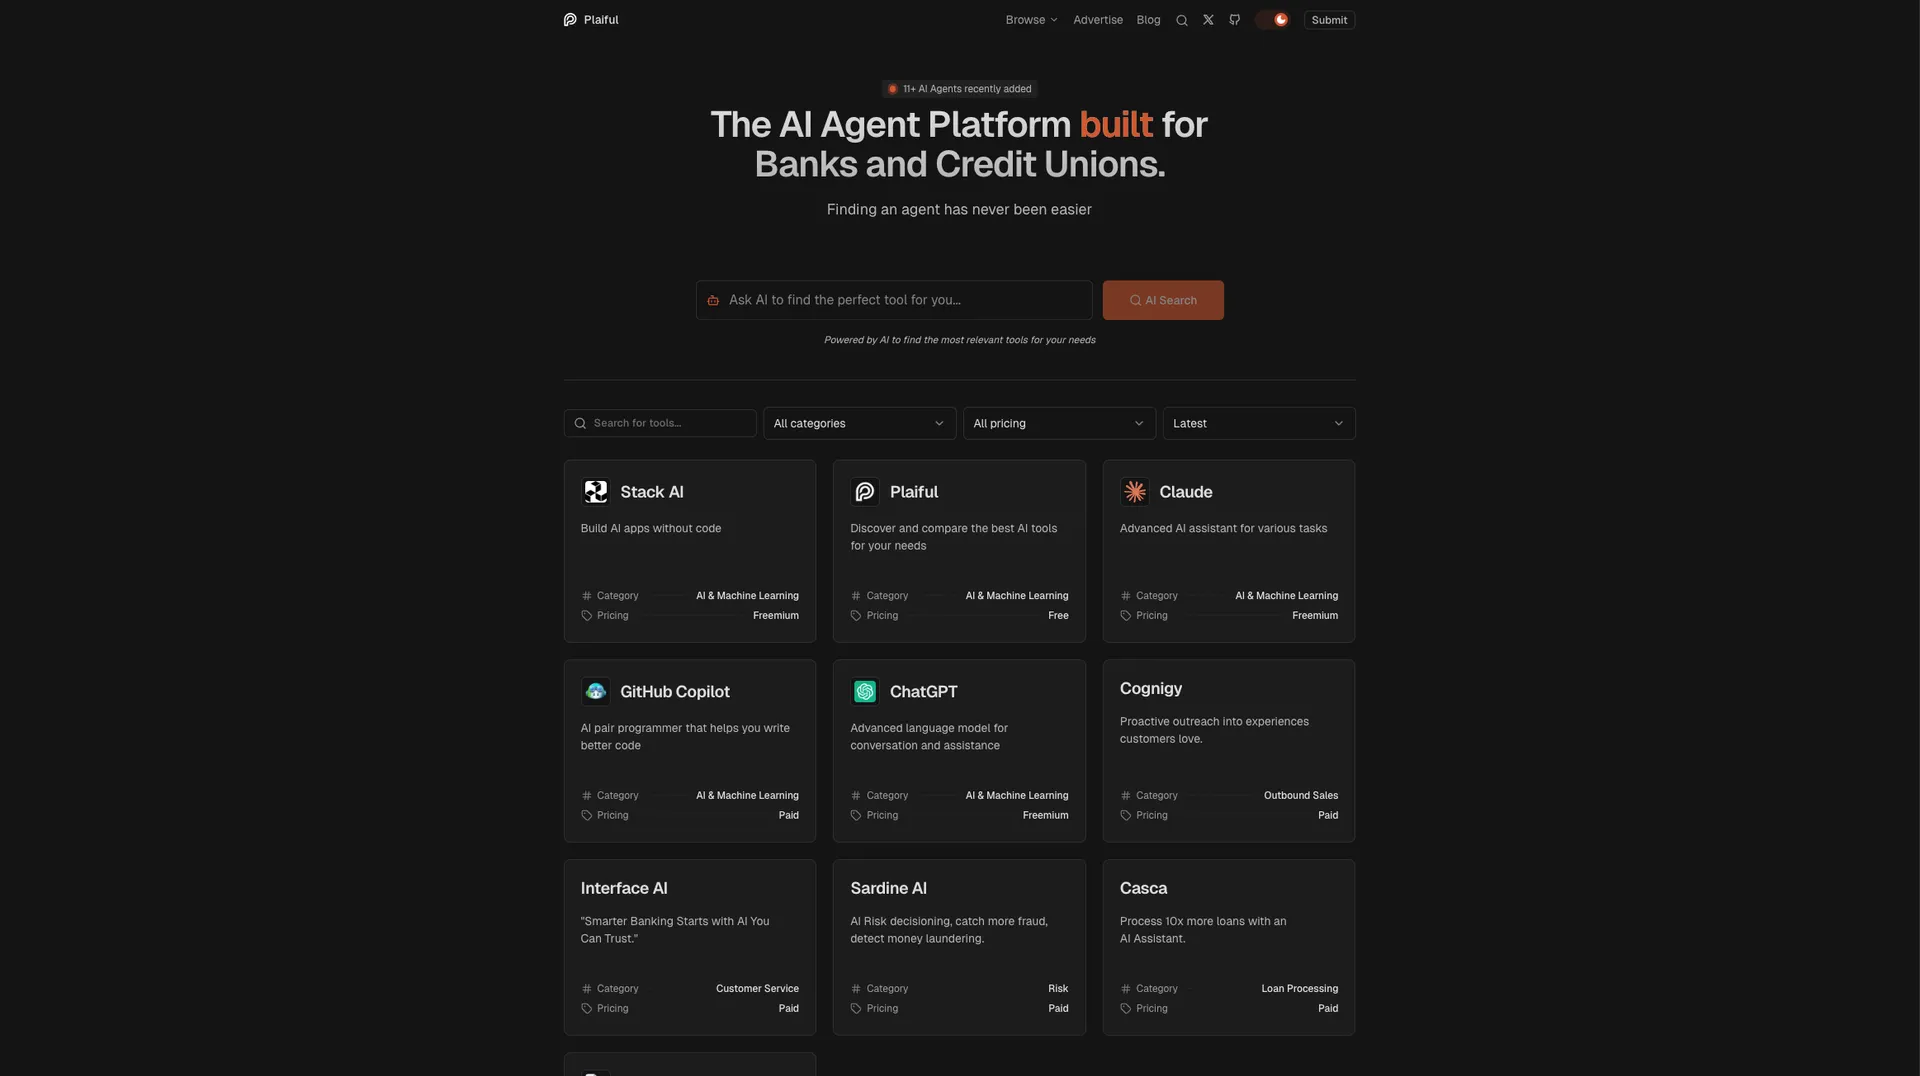 Plaiful
Browse
Advertise
Blog
Submit
11+ AI Agents recently added
The AI Agent Platform built for
Banks and Credit Unions.
Finding an agent has never been easier
Ask AI to find the perfect tool for you...
AI Search
Powered by AI to find the most relevant tools for your needs
Search for tools...
All categories
All pricing
Latest
Stack AI
Build AI apps without code
Category
AI & Machine Learning
Pricing
Freemium
Plaiful
Discover and compare the best AI tools
for your needs
Category
AI & Machine Learning
Pricing
Free
Claude
Advanced AI assistant for various tasks
Category
AI & Machine Learning
Pricing
Freemium
GitHub Copilot
AI pair programmer that helps you write
better code
Category
AI & Machine Learning
Pricing
Paid
ChatGPT
Advanced language model for
conversation and assistance
Category
AI & Machine Learning
Pricing
Freemium
Cognigy
Proactive outreach into experiences
customers love.
Category
Outbound Sales
Pricing
Paid
Interface AI
"Smarter Banking Starts with AI You
Can Trust."
Category
Customer Service
Pricing
Paid
Sardine AI
AI Risk decisioning, catch more fraud,
detect money laundering.
Category
Risk
Pricing
Paid
Casca
Process 10x more loans with an
AI Assistant.
Category
Loan Processing
Pricing
Paid